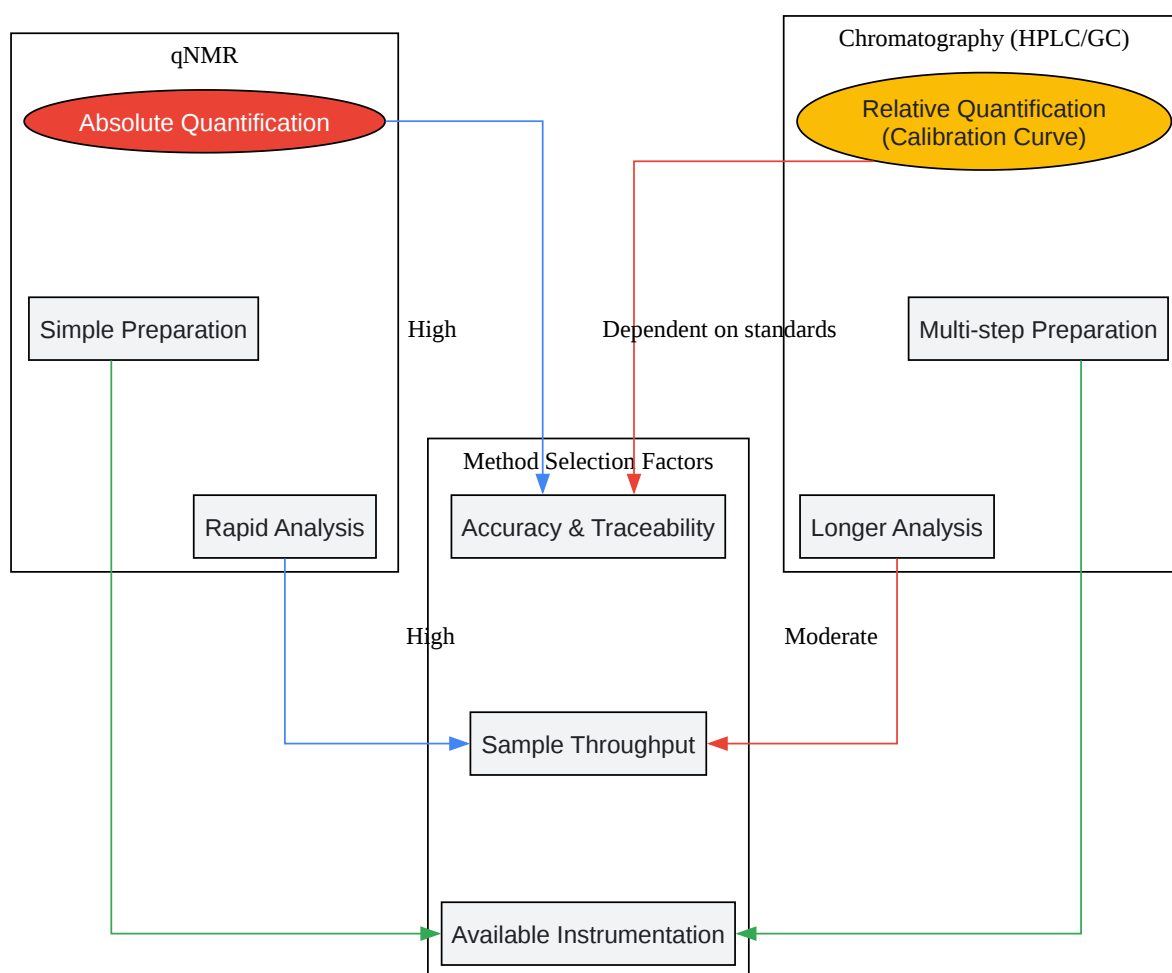 qNMR
Chromatography (HPLC/GC)
Absolute Quantification
Relative Quantification
(Calibration Curve)
Simple Preparation
High
Dependent on standards
Multi-step Preparation
Method Selection Factors
Rapid Analysis
Accuracy & Traceability
Longer Analysis
High
Moderate
Sample Throughput
Available Instrumentation